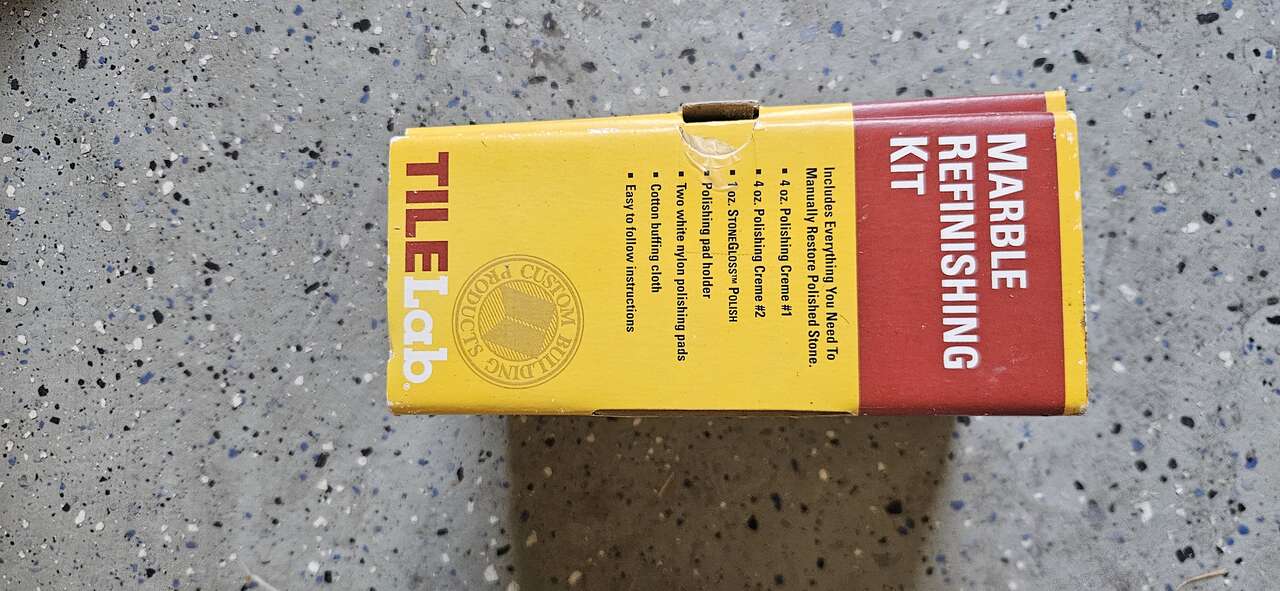 MARBLE
REFINISHING
KIT
Includes Everything You Need To
Manually Restore Polished Stone.
▪ 4 oz. Polishing Creme #1
▪ 4 oz. Polishing Creme #2
▪ 1 oz. STONEGLOSS™ POLISH
▪ Polishing pad holder
▪ Two white nylon polishing pads
▪ Cotton buffing cloth
▪ Easy to follow instructions
CUSTOM BUILDING PRODUCTS
TILELab®